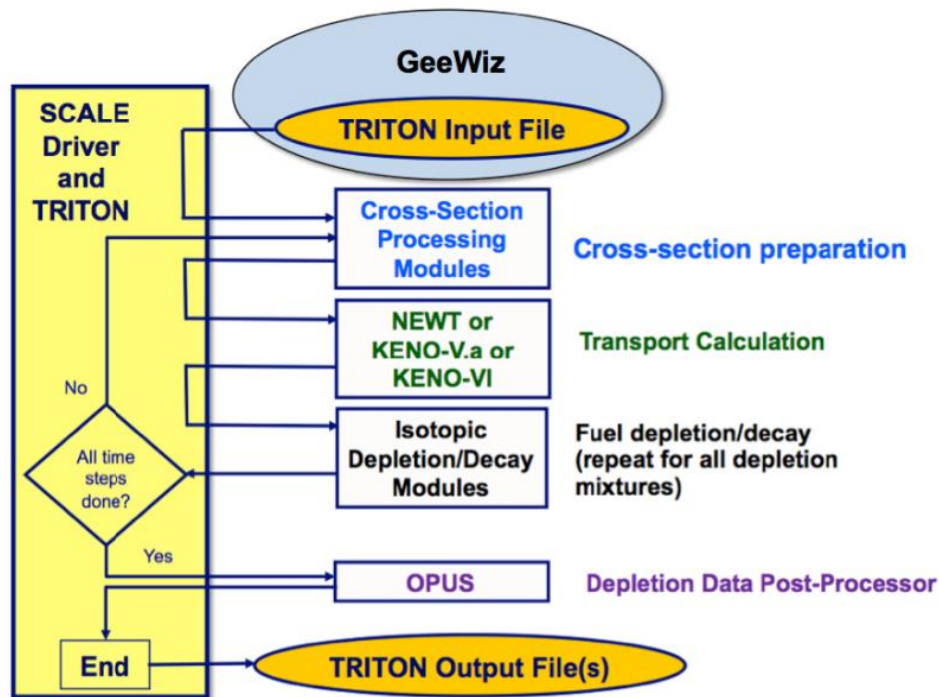 GeeWiz
TRITON Input File
SCALE
Driver
and
TRITON
Cross-Section
Processing
Modules
Cross-section preparation
NEWT or
KENO-V.a or
KENO-VI
Transport Calculation
No
Isotopic
Depletion/Decay
Modules
Fuel depletion/decay
(repeat for all depletion
mixtures)
All time
steps
done?
Yes
OPUS
Depletion Data Post-Processor
End
TRITON Output File(s)